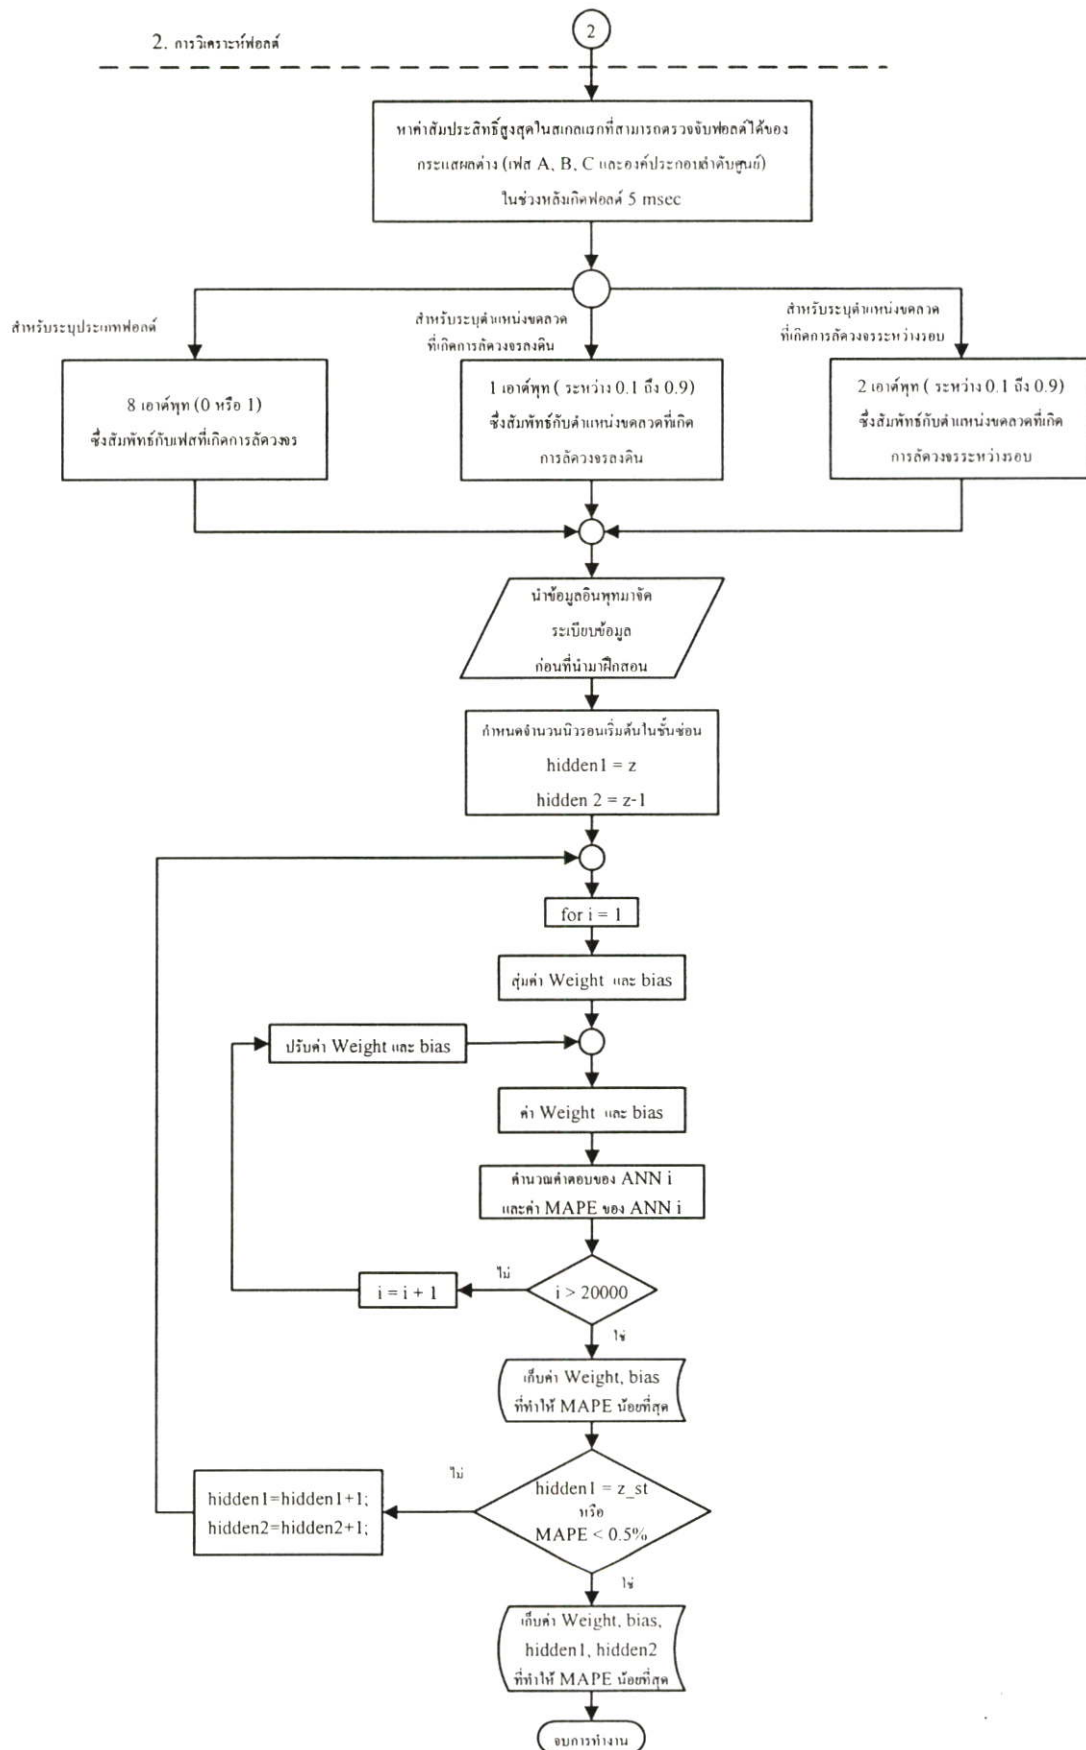 2
2. การวิเคราะห์ฟอลต์
หาค่าสัมประสิทธิ์สูงสุดในสเกลแรกที่สามารถตรวจจับฟอลต์ได้ของ
กระแสผลต่าง (เฟส A, B, C และองค์ประกอบลำดับศูนย์)
ในช่วงหลังเกิดฟอลต์ 5 msec
สำหรับระบุประเภทฟอลต์
สำหรับระบุตำแหน่งขดลวด
ที่เกิดการลัดวงจรลงดิน
สำหรับระบุตำแหน่งขดลวด
ที่เกิดการลัดวงจรระหว่างรอบ
8 เอาต์พุท (0 หรือ 1)
ซึ่งสัมพัทธ์กับเฟสที่เกิดการลัดวงจร
1 เอาต์พุท ( ระหว่าง 0.1 ถึง 0.9)
ซึ่งสัมพัทธ์กับตำแหน่งขดลวดที่เกิด
การลัดวงจรลงดิน
2 เอาต์พุท ( ระหว่าง 0.1 ถึง 0.9)
ซึ่งสัมพัทธ์กับตำแหน่งขดลวดที่เกิด
การลัดวงจรระหว่างรอบ
นำข้อมูลอินพุทมาจัด
ระเบียบข้อมูล
ก่อนที่นำมาฝึกสอน
กำหนดจำนวนนิวรอนเริ่มต้นในชั้นซ่อน
hidden1 = z
hidden 2 = z-1
for i = 1
สุ่มค่า Weight และ bias
ปรับค่า Weight และ bias
ค่า Weight และ bias
คำนวณคำตอบของ ANN i
และค่า MAPE ของ ANN i
ไม่
i = i + 1
i > 20000
ใช่
เก็บค่า Weight, bias
ที่ทำให้ MAPE น้อยที่สุด
ไม่
hidden1=hidden1+1;
hidden2=hidden2+1;
hidden1 = z_st
หรือ
MAPE < 0.5%
ใช่
เก็บค่า Weight, bias,
hidden1, hidden2
ที่ทำให้ MAPE น้อยที่สุด
จบการทำงาน